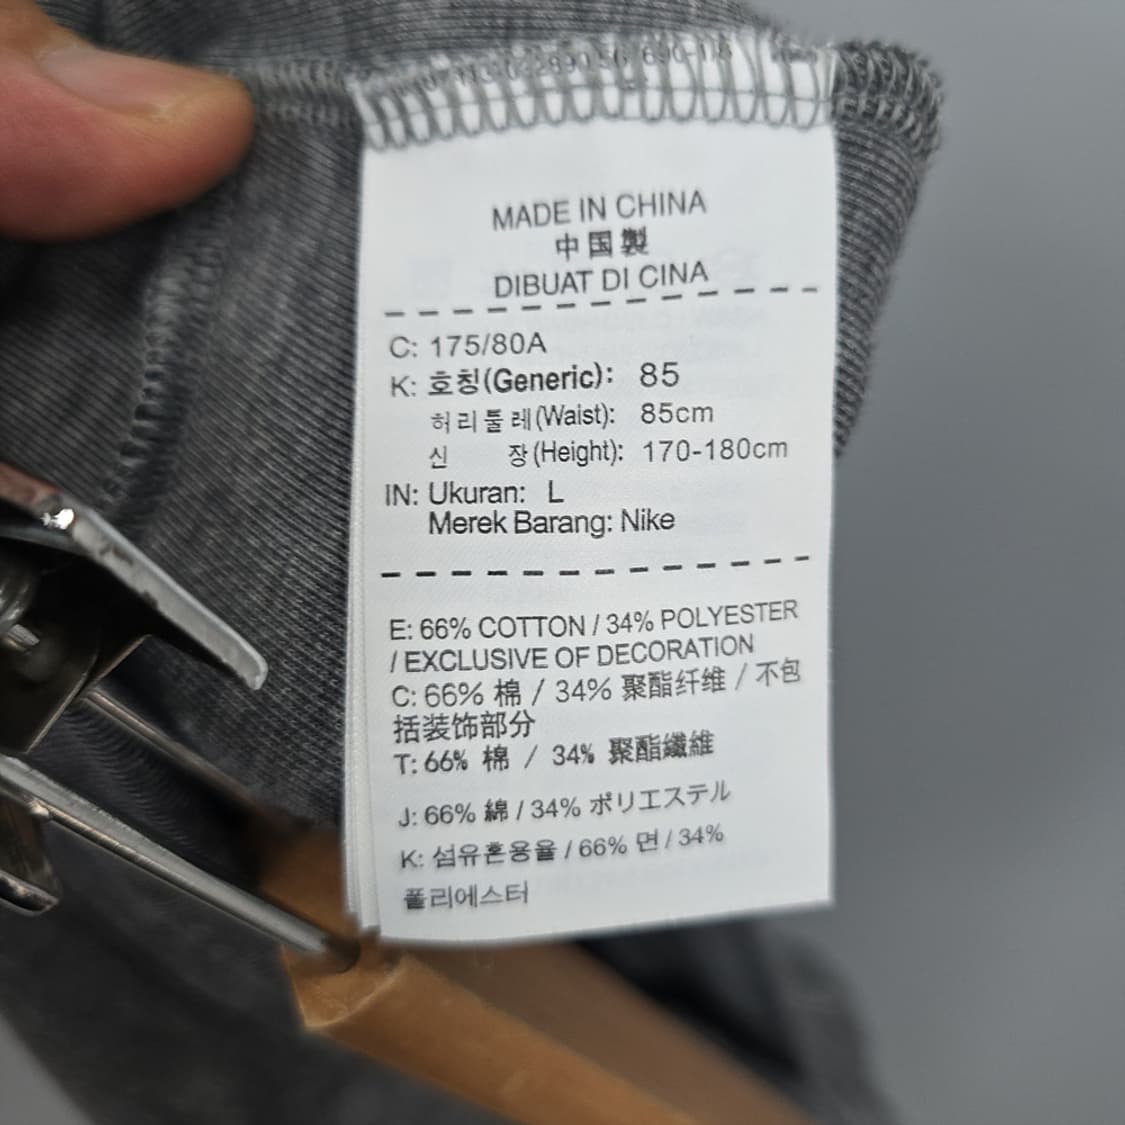 MADE IN CHINA
中国製
DIBUAT DI CINA
C: 175/80A
K: 호칭(Generic): 85
허리둘레(Waist): 85cm
신 장(Height): 170-180cm
IN: Ukuran: L
Merek Barang: Nike
E: 66% COTTON / 34% POLYESTER
/ EXCLUSIVE OF DECORATION
C: 66% 棉 / 34% 聚酯纤维 / 不包
括装饰部分
T: 66% 棉 / 34% 聚酯纖維
J: 66% 綿 / 34% ポリエステル
K: 섬유혼용율 / 66% 면 / 34%
폴리에스터